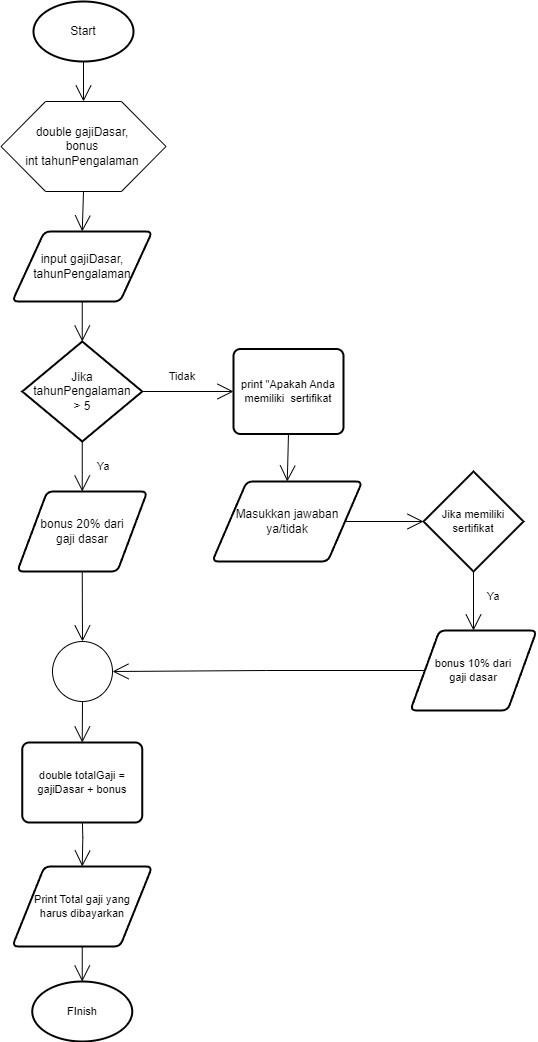 Start
double gajiDasar,
bonus
int tahunPengalaman
input gajiDasar,
tahunPengalaman
Jika
tahunPengalaman
> 5
Tidak
print "Apakah Anda
memiliki sertifikat
Ya
Masukkan jawaban
ya/tidak
Jika memiliki
sertifikat
bonus 20% dari
gaji dasar
Ya
bonus 10% dari
gaji dasar
double totalGaji =
gajiDasar + bonus
Print Total gaji yang
harus dibayarkan
FInish